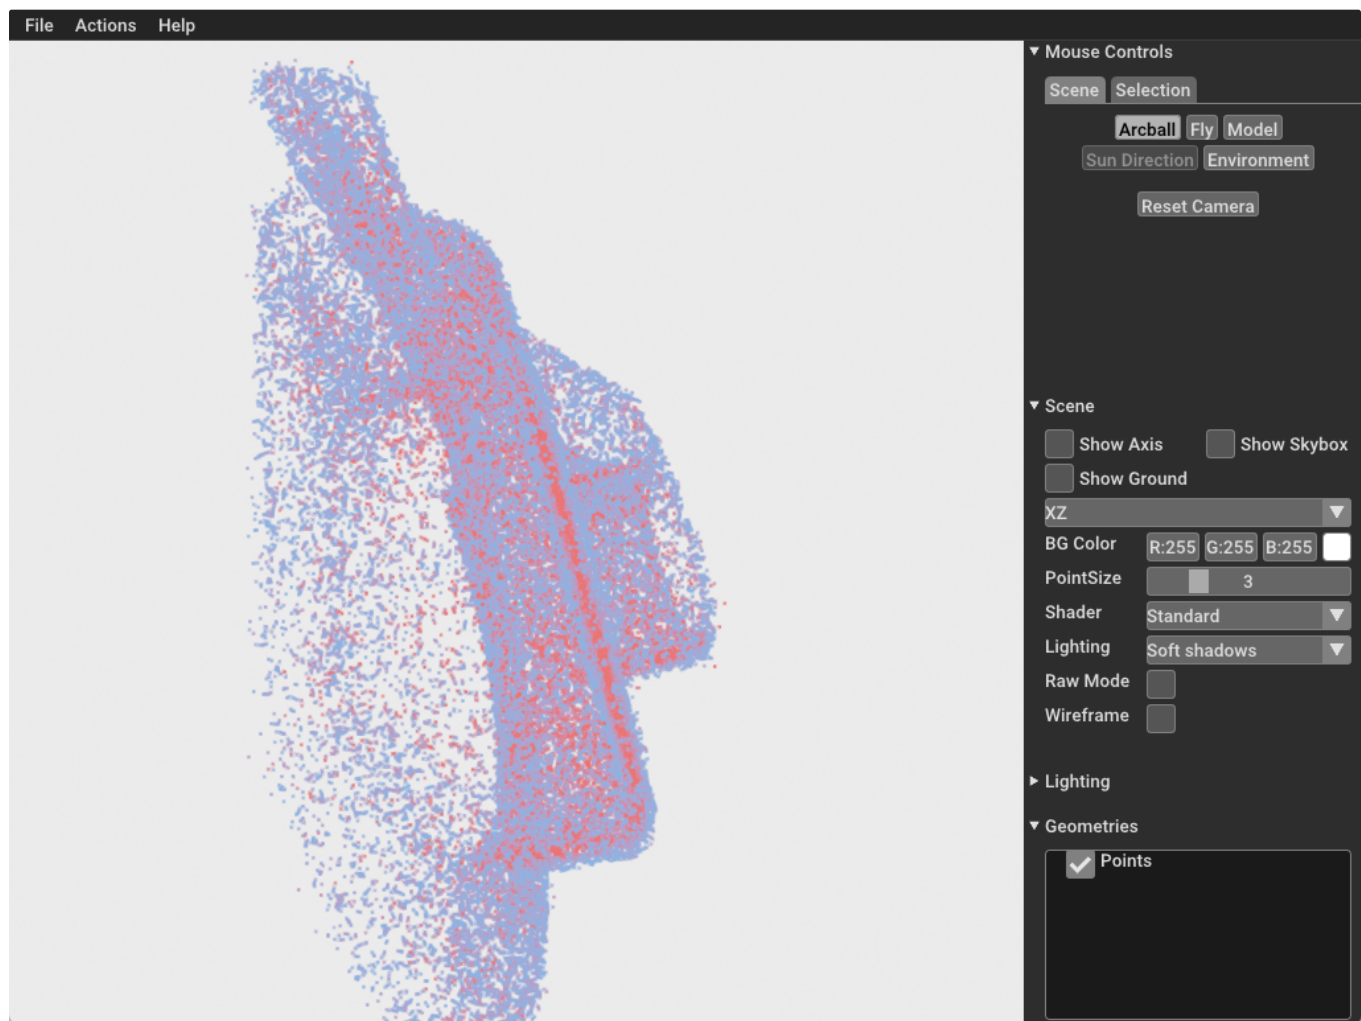 File Actions Help
Mouse Controls
Scene Selection
Arcball Fly Model
Sun Direction Environment
Reset Camera
Scene
Show Axis Show Skybox
Show Ground
XZ
BG Color R:255 G:255 B:255
PointSize 3
Shader Standard
Lighting Soft shadows
Raw Mode
Wireframe
Lighting
Geometries
Points